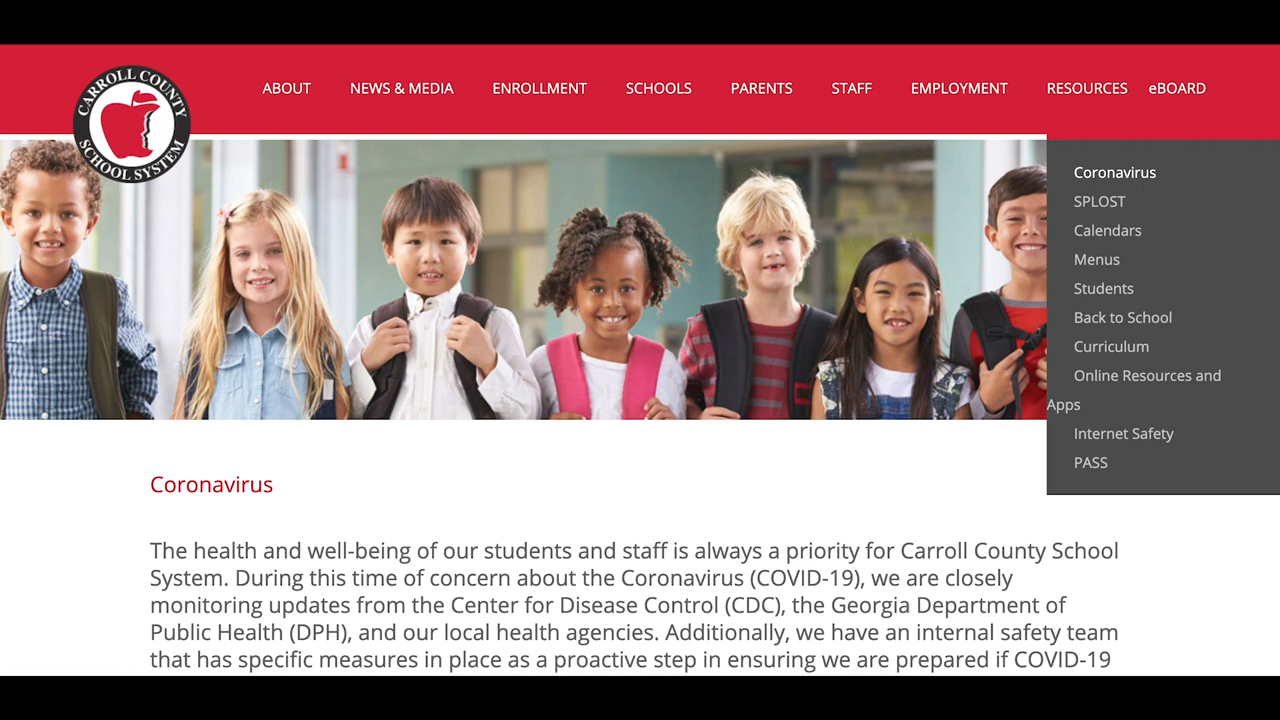 CARROLL COUNTY
SCHOOL SYSTEM
ABOUT NEWS & MEDIA ENROLLMENT SCHOOLS PARENTS STAFF EMPLOYMENT RESOURCES eBOARD
Coronavirus
SPLOST
Calendars
Menus
Students
Back to School
Curriculum
Online Resources and
Apps
Internet Safety
PASS
Coronavirus
The health and well-being of our students and staff is always a priority for Carroll County School
System. During this time of concern about the Coronavirus (COVID-19), we are closely
monitoring updates from the Center for Disease Control (CDC), the Georgia Department of
Public Health (DPH), and our local health agencies. Additionally, we have an internal safety team
that has specific measures in place as a proactive step in ensuring we are prepared if COVID-19